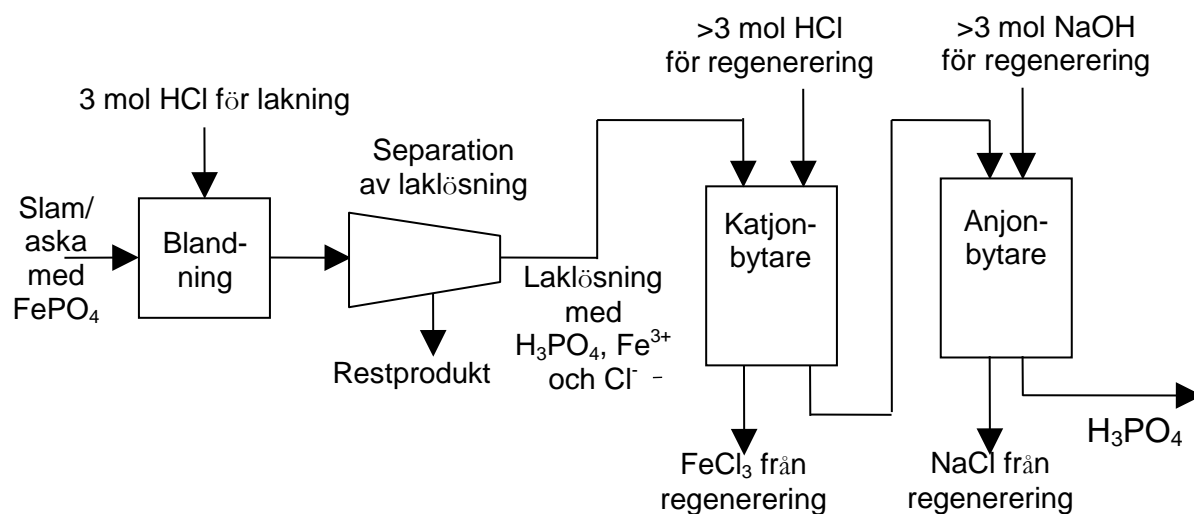 >3 mol HCl
för regenerering
>3 mol NaOH
för regenerering
3 mol HCl för lakning
Separation
av laklösning
Slam/
aska
med
FePO₄
Bland-
ning
Katjon-
bytare
Anjon-
bytare
Laklösning
med
H₃PO₄, Fe³⁺
och Cl⁻ –
Restprodukt
H₃PO₄
FeCl₃ från
regenerering
NaCl från
regenerering